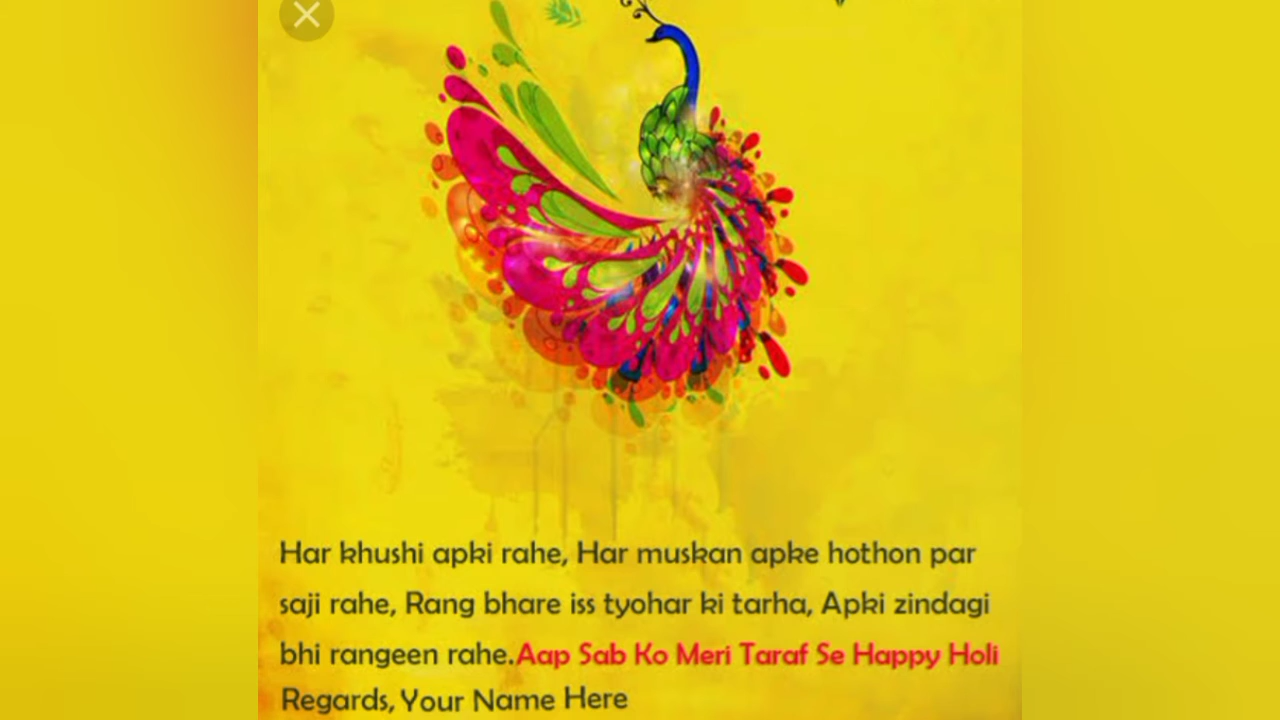 Har khushi apki rahe, Har muskan apke hothon par
saji rahe, Rang bhare iss tyohar ki tarha, Apki zindagi
bhi rangeen rahe.Aap Sab Ko Meri Taraf Se Happy Holi
Regards, Your Name Here